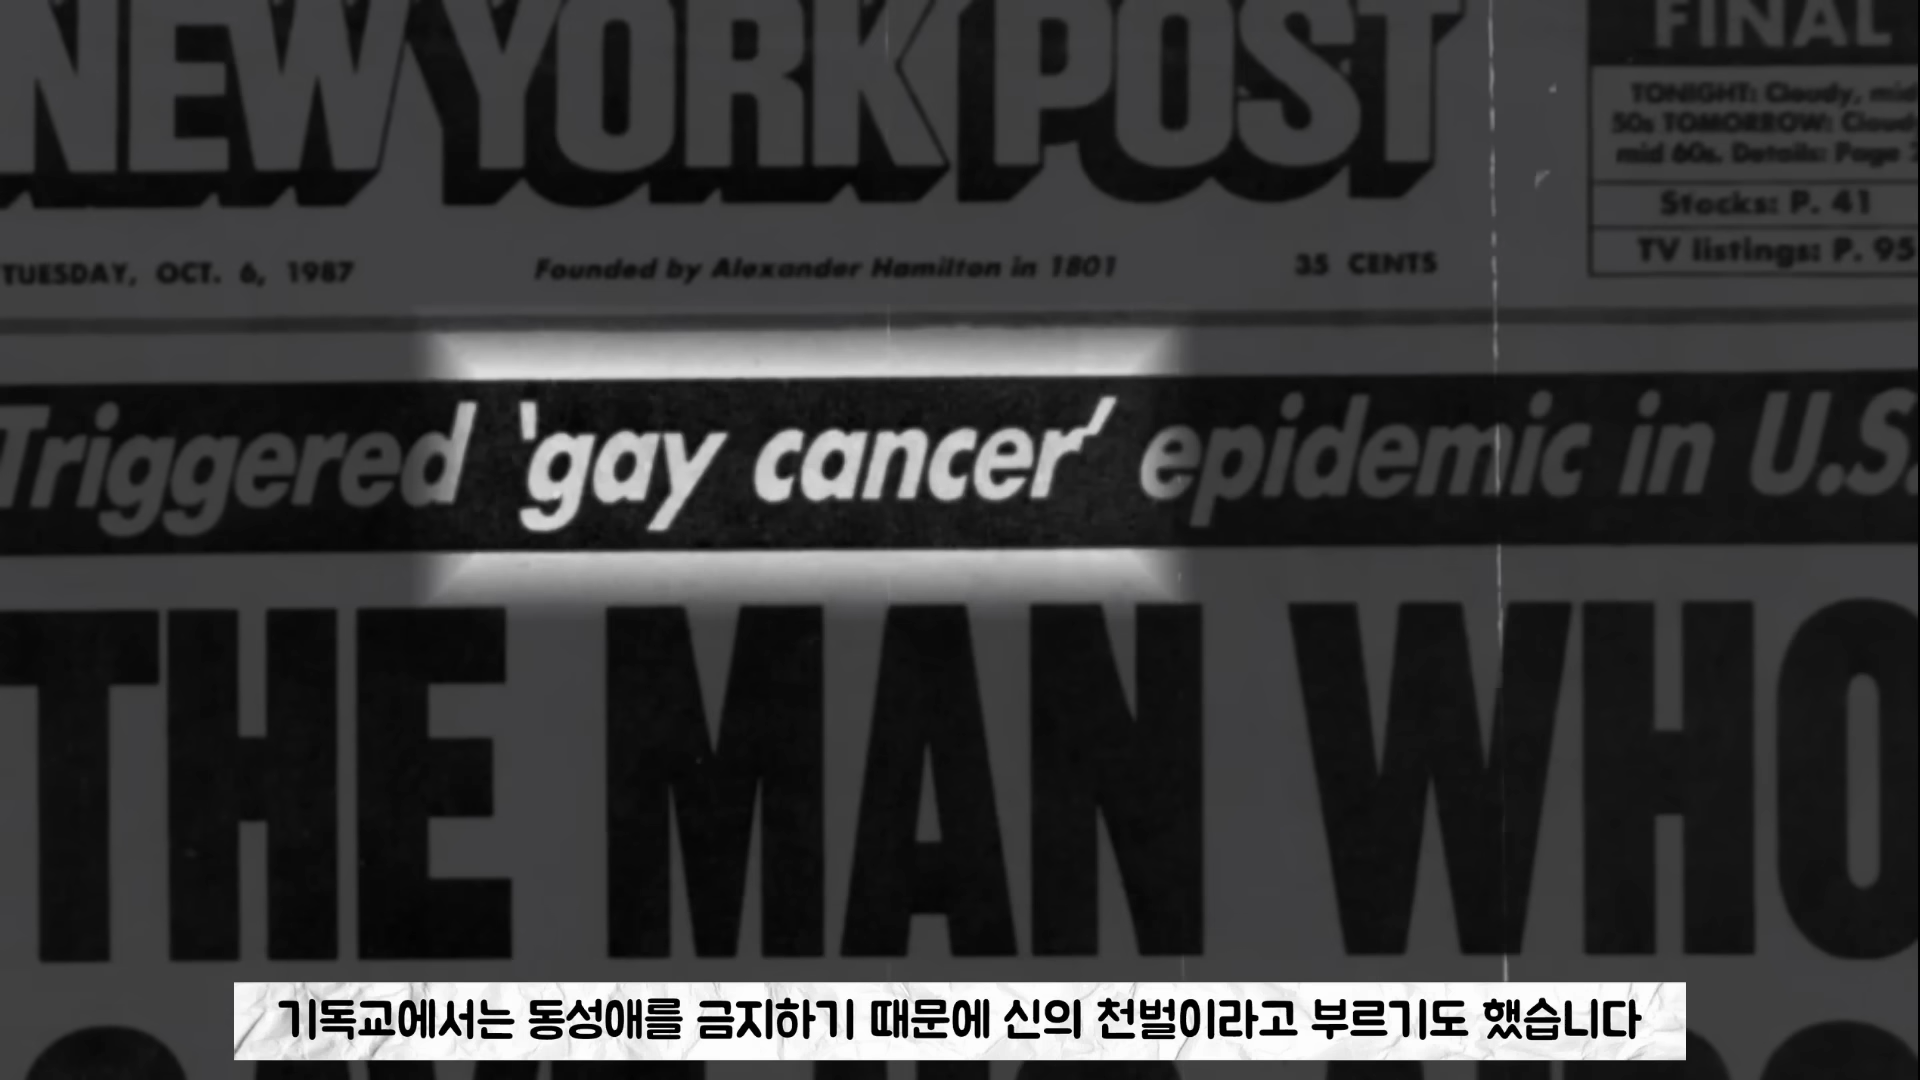 NEW YORK POST
FINAL
TONIGHT: Cloudy, mid
50s TOMORROW: Cloud
mid 60s. Details: Page
Stocks: P. 41
TV listings: P. 95
TUESDAY, OCT. 6, 1987
Founded by Alexander Hamilton in 1801
35 CENTS
Triggered 'gay cancer' epidemic in U.S.
THE MAN WHO
기독교에서는 동성애를 금지하기 때문에 신의 천벌이라고 부르기도 했습니다